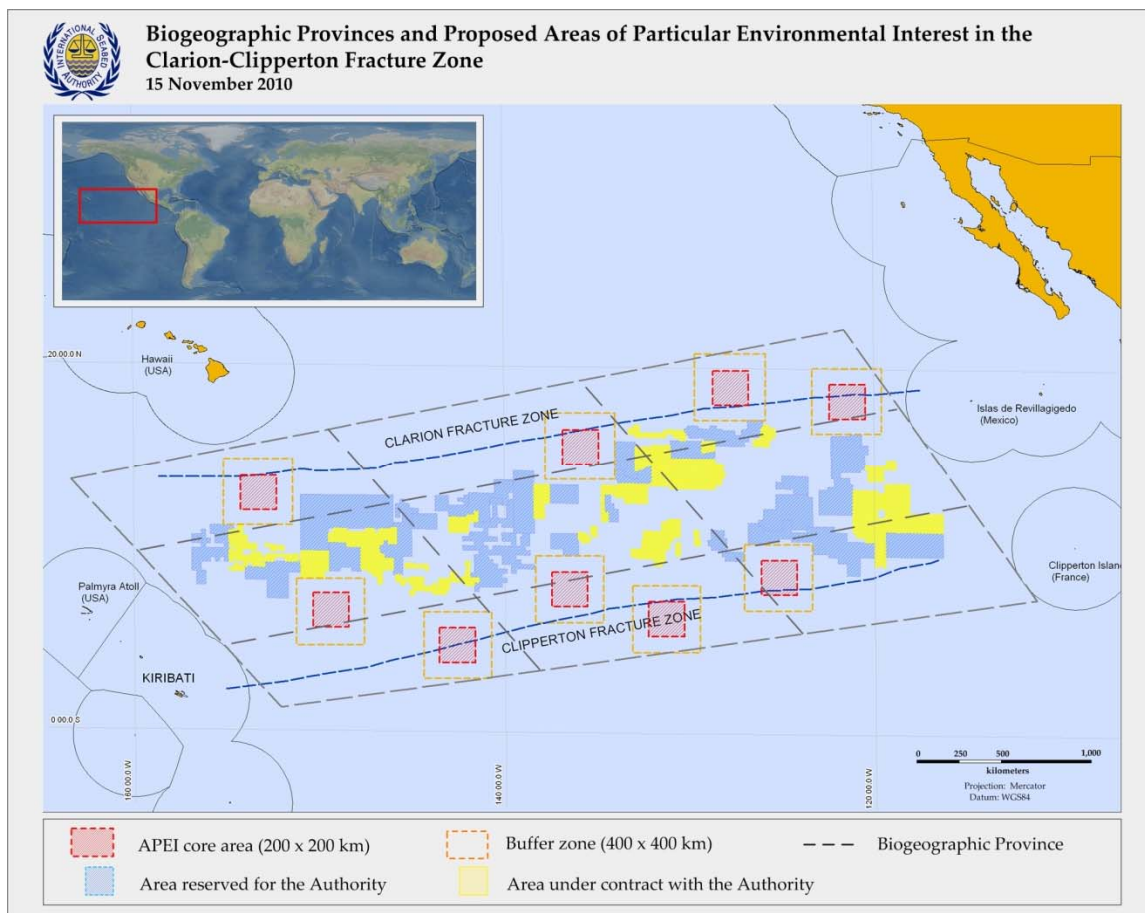 INTERNATIONAL SEABED AUTHORITY
Biogeographic Provinces and Proposed Areas of Particular Environmental Interest in the
Clarion-Clipperton Fracture Zone
15 November 2010
20 00.0 N
Hawaii
(USA)
CLARION FRACTURE ZONE
Islas de Revillagigedo
(Mexico)
Palmyra Atoll
(USA)
Clipperton Island
(France)
CLIPPERTON FRACTURE ZONE
KIRIBATI
0 00.0 S
160 00.0 W
140 00.0 W
120 00.0 W
0 250 500 1,000
kilometers
Projection: Mercator
Datum: WGS84
APEI core area (200 x 200 km)
Buffer zone (400 x 400 km)
Biogeographic Province
Area reserved for the Authority
Area under contract with the Authority